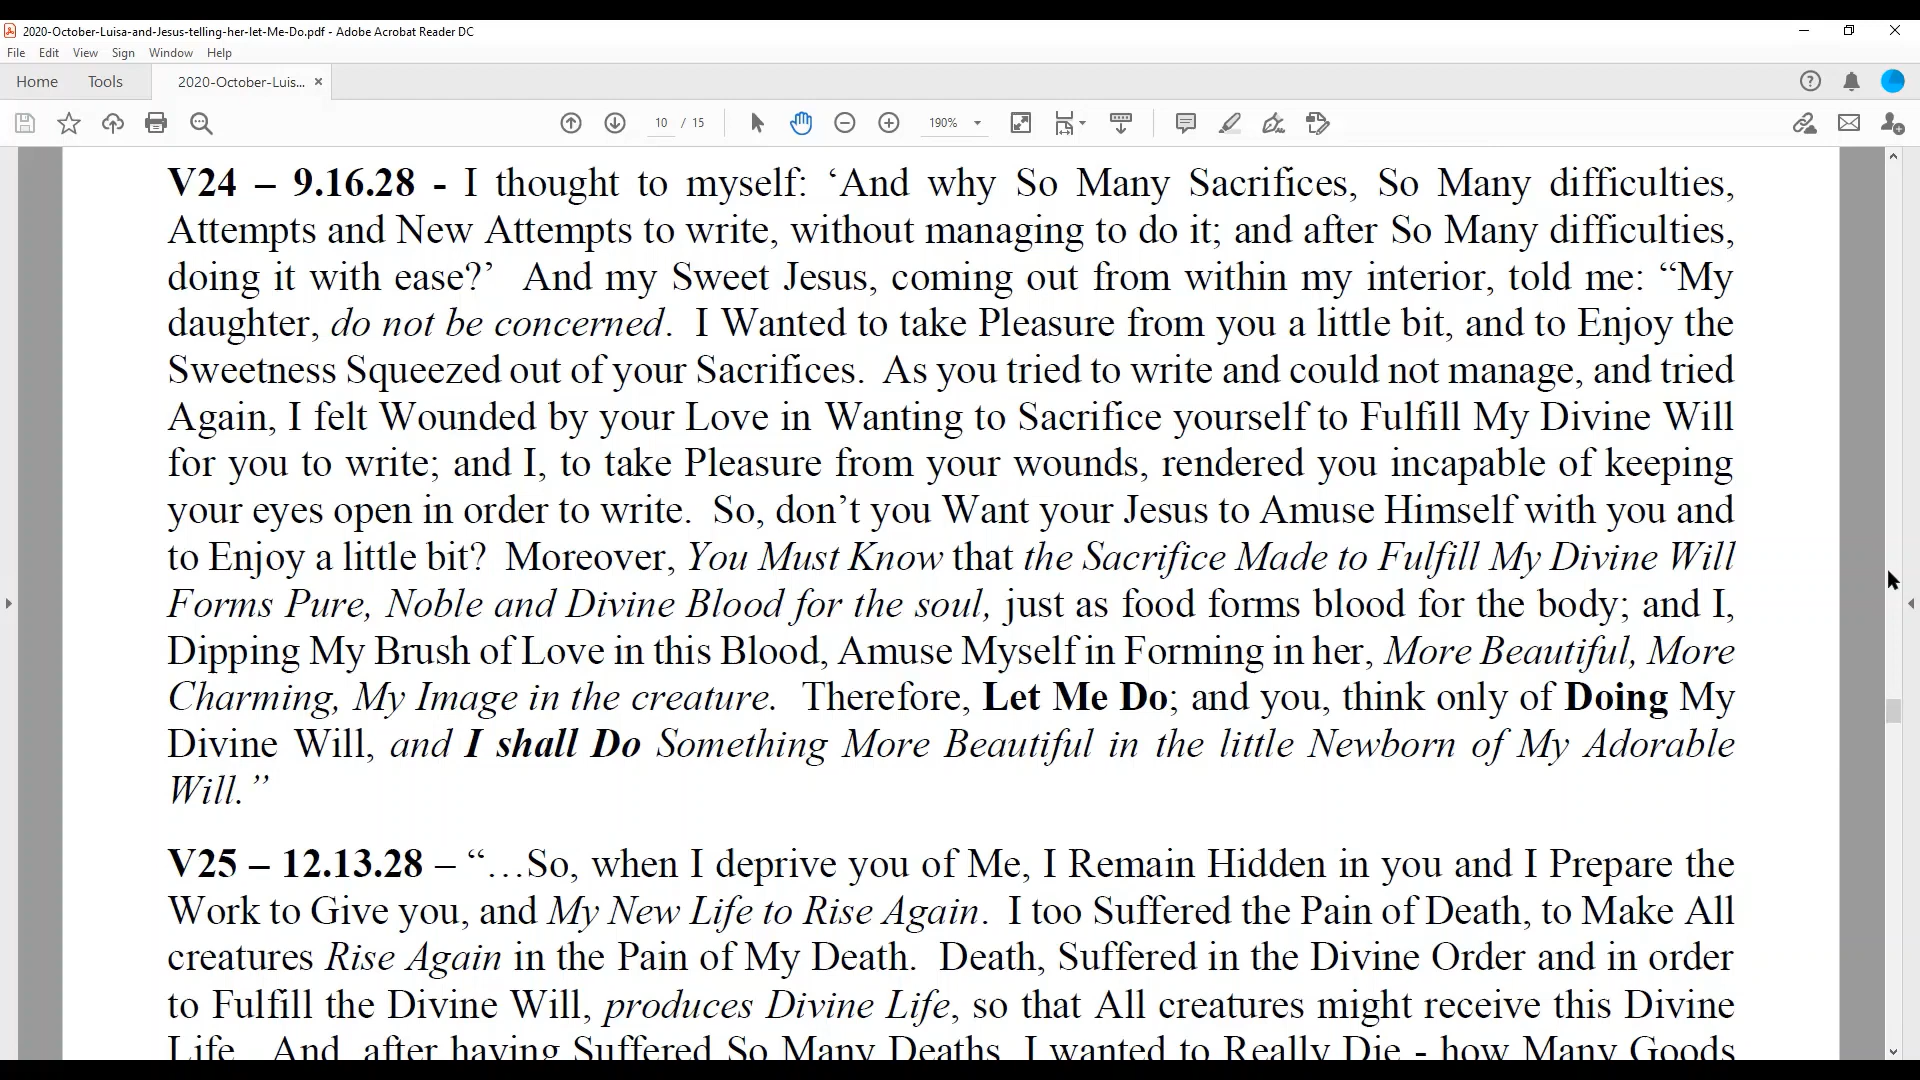 2020-October-Luisa-and-Jesus-telling-her-let-Me-Do.pdf - Adobe Acrobat Reader DC
File Edit View Sign Window Help
Home Tools 2020-October-Luis... ×
10 / 15 190%
V24 – 9.16.28 - I thought to myself: ‘And why So Many Sacrifices, So Many difficulties,
Attempts and New Attempts to write, without managing to do it; and after So Many difficulties,
doing it with ease?’ And my Sweet Jesus, coming out from within my interior, told me: “My
daughter, do not be concerned. I Wanted to take Pleasure from you a little bit, and to Enjoy the
Sweetness Squeezed out of your Sacrifices. As you tried to write and could not manage, and tried
Again, I felt Wounded by your Love in Wanting to Sacrifice yourself to Fulfill My Divine Will
for you to write; and I, to take Pleasure from your wounds, rendered you incapable of keeping
your eyes open in order to write. So, don’t you Want your Jesus to Amuse Himself with you and
to Enjoy a little bit? Moreover, You Must Know that the Sacrifice Made to Fulfill My Divine Will
Forms Pure, Noble and Divine Blood for the soul, just as food forms blood for the body; and I,
Dipping My Brush of Love in this Blood, Amuse Myself in Forming in her, More Beautiful, More
Charming, My Image in the creature. Therefore, Let Me Do; and you, think only of Doing My
Divine Will, and I shall Do Something More Beautiful in the little Newborn of My Adorable
Will.”
V25 – 12.13.28 – “…So, when I deprive you of Me, I Remain Hidden in you and I Prepare the
Work to Give you, and My New Life to Rise Again. I too Suffered the Pain of Death, to Make All
creatures Rise Again in the Pain of My Death. Death, Suffered in the Divine Order and in order
to Fulfill the Divine Will, produces Divine Life, so that All creatures might receive this Divine
Life. And, after having Suffered So Many Deaths, I wanted to Really Die - how Many Goods